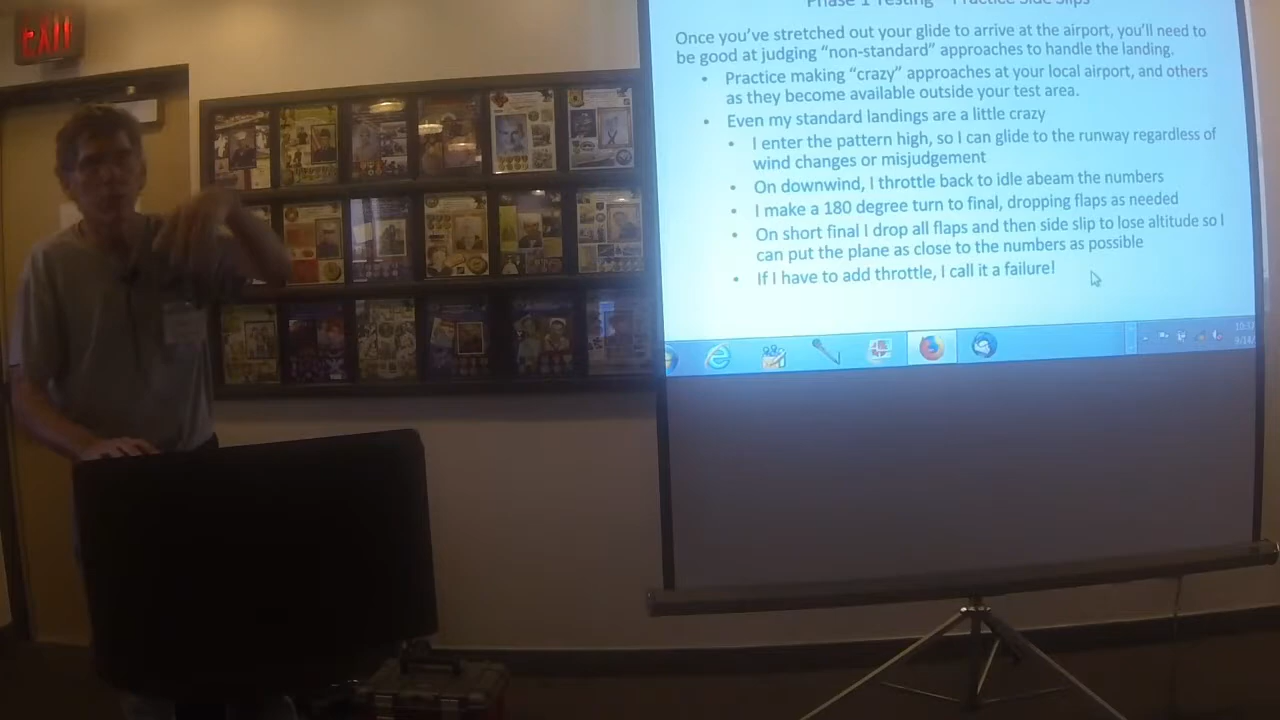 EXIT
Phase 1 Testing - Practice Side Slips
Once you've stretched out your glide to arrive at the airport, you'll need to
be good at judging "non-standard" approaches to handle the landing.
• Practice making "crazy" approaches at your local airport, and others
as they become available outside your test area.
• Even my standard landings are a little crazy
• I enter the pattern high, so I can glide to the runway regardless of
wind changes or misjudgement
• On downwind, I throttle back to idle abeam the numbers
• I make a 180 degree turn to final, dropping flaps as needed
• On short final I drop all flaps and then side slip to lose altitude so I
can put the plane as close to the numbers as possible
• If I have to add throttle, I call it a failure!